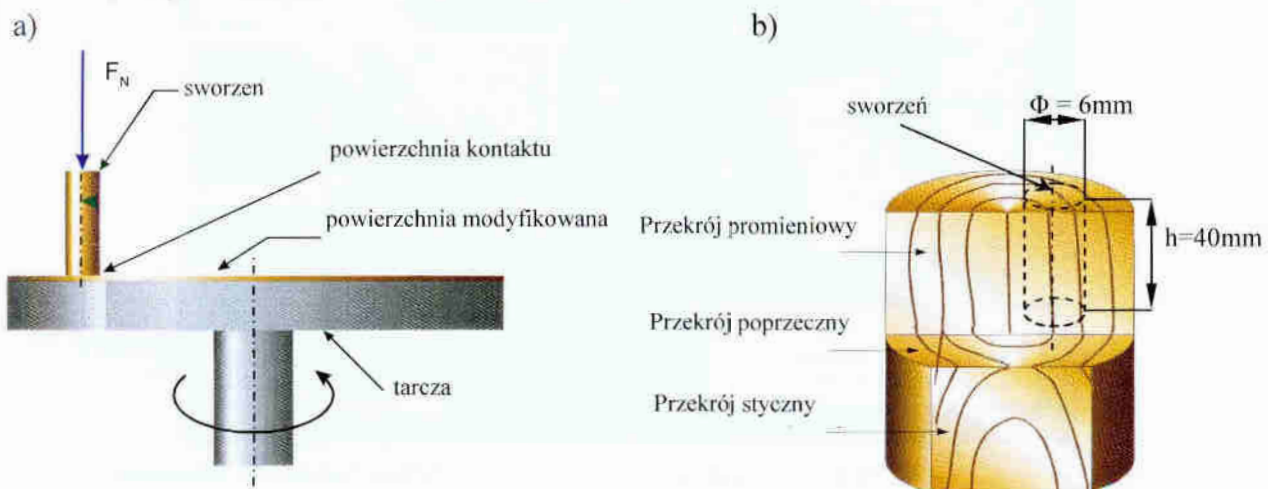 a)
F_N
sworzen
powierzchnia kontaktu
powierzchnia modyfikowana
tarcza
b)
sworzeń
Φ = 6mm
Przekrój promieniowy
h=40mm
Przekrój poprzeczny
Przekrój styczny